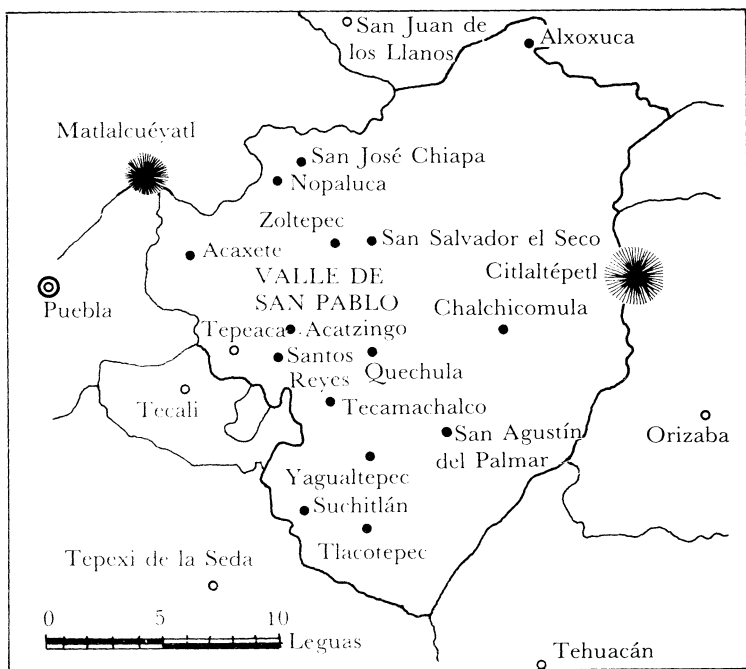 San Juan de
los Llanos
Alxoxuca
Matlalcuéyatl
San José Chiapa
Nopaluca
Zoltepec
San Salvador el Seco
Acaxete
Citlaltépetl
VALLE DE
SAN PABLO
Puebla
Chalchicomula
Tepeaca
Acatzingo
Santos
Reyes
Quechula
Tecali
Tecamachalco
San Agustín
del Palmar
Orizaba
Yagualtepec
Suchitlán
Tlacotepec
Tepexi de la Seda
0 5 10
Leguas
Tehuacán